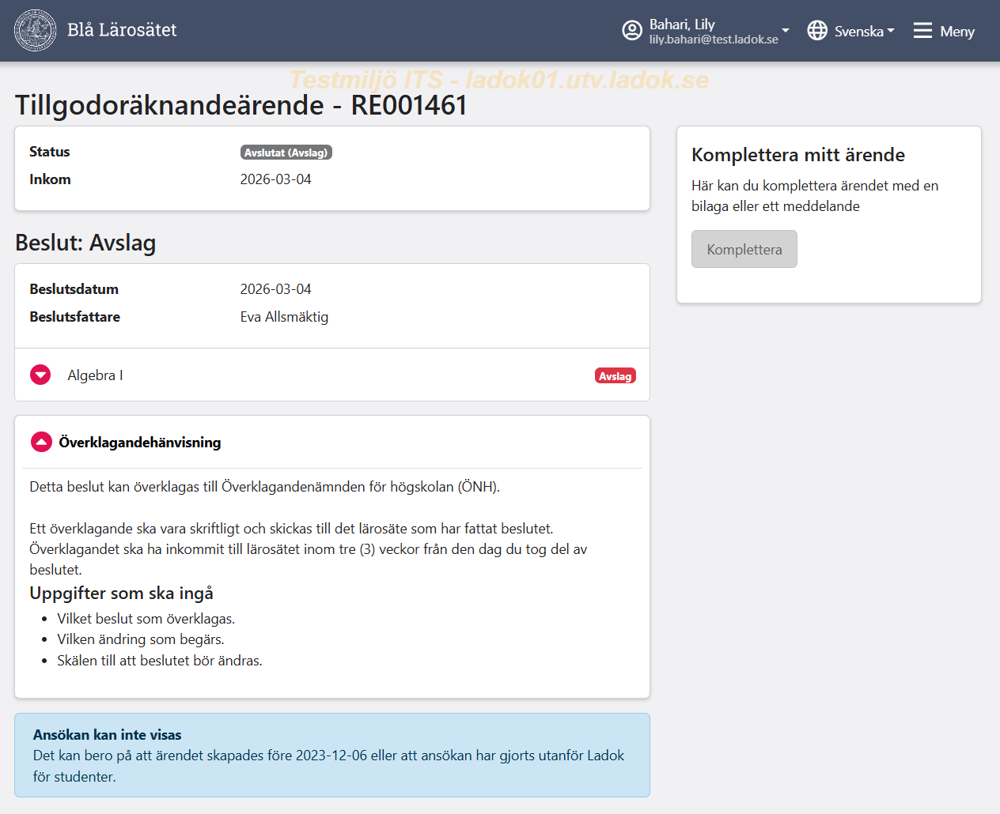 Blå Lärosätet
Bahari, Lily
lily.bahari@test.ladok.se
Svenska
Meny
Testmiljö ITS - ladok01.utv.ladok.se
Tillgodoräknandeärende - RE001461
Status
Avslutat (Avslag)
Inkom
2026-03-04
Komplettera mitt ärende
Här kan du komplettera ärendet med en
bilaga eller ett meddelande
Komplettera
Beslut: Avslag
Beslutsdatum
2026-03-04
Beslutsfattare
Eva Allsmäktig
Algebra I
Avslag
Överklagandehänvisning
Detta beslut kan överklagas till Överklagandenämnden för högskolan (ÖNH).
Ett överklagande ska vara skriftligt och skickas till det lärosäte som har fattat beslutet.
Överklagandet ska ha inkommit till lärosätet inom tre (3) veckor från den dag du tog del av
beslutet.
Uppgifter som ska ingå
• Vilket beslut som överklagas.
• Vilken ändring som begärs.
• Skälen till att beslutet bör ändras.
Ansökan kan inte visas
Det kan bero på att ärendet skapades före 2023-12-06 eller att ansökan har gjorts utanför Ladok
för studenter.